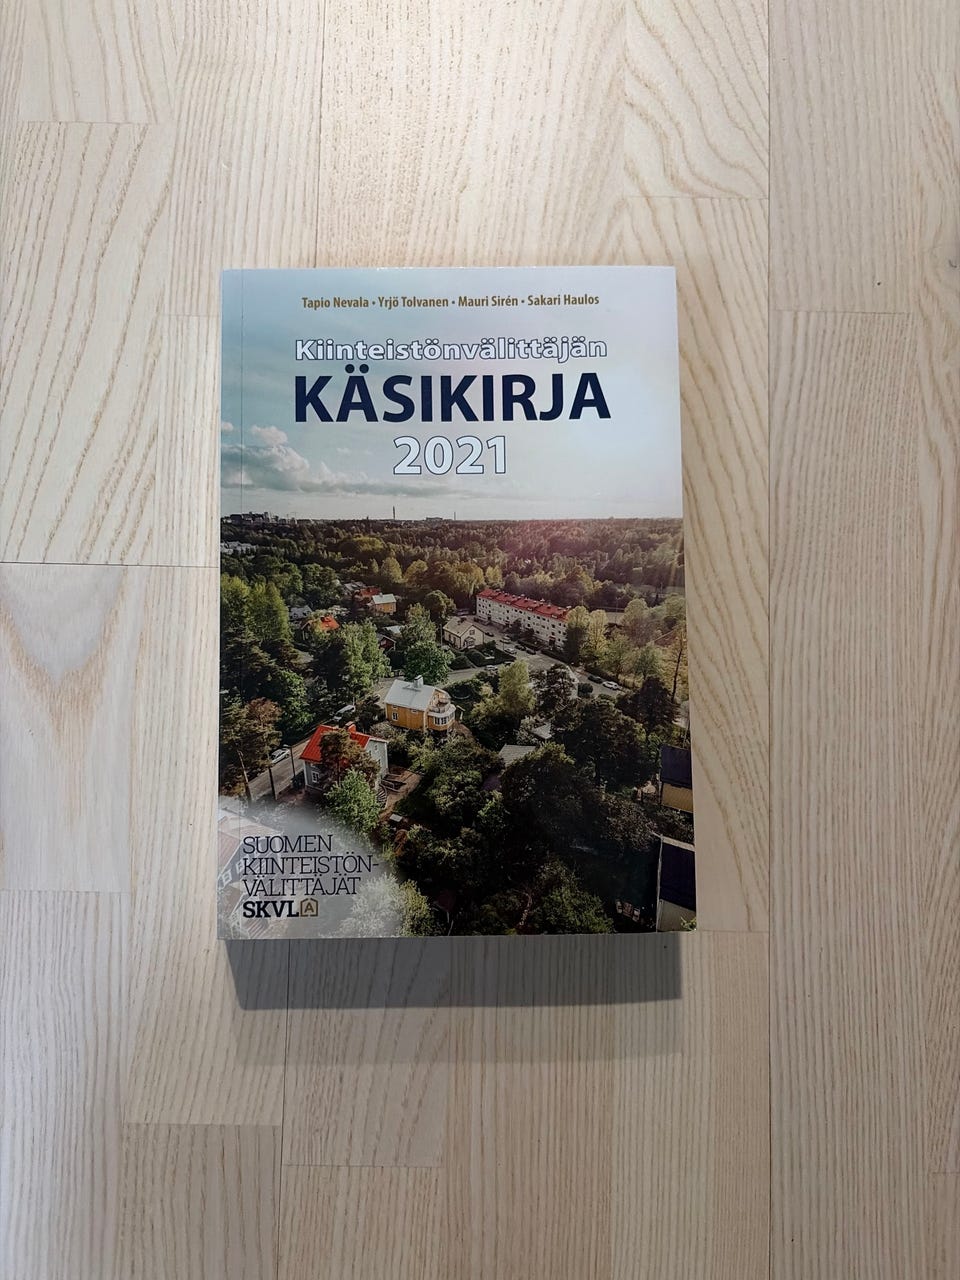 Tapio Nevala • Yrjö Tolvanen • Mauri Sirén • Sakari Haulos
Kiinteistönvälittäjän
KÄSIKIRJA
2021
SUOMEN
KIINTEISTÖN-
VÄLITTÄJÄT
SKVL